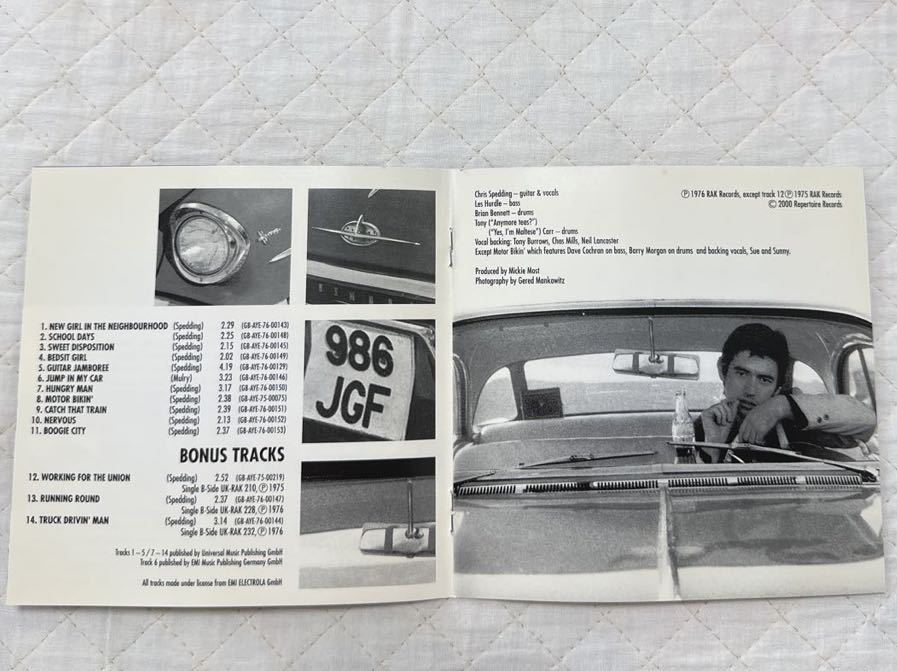 986
JGF
1. NEW GIRL IN THE NEIGHBOURHOOD (Spedding) 2.29 (GB-AYE-76-00143)
2. SCHOOL DAYS (Spedding) 2.25 (GB-AYE-76-00148)
3. SWEET DISPOSITION (Spedding) 2.15 (GB-AYE-76-00145)
4. BEDSIT GIRL (Spedding) 2.02 (GB-AYE-76-00149)
5. GUITAR JAMBOREE (Spedding) 4.19 (GB-AYE-76-00129)
6. JUMP IN MY CAR (Mulry) 3.23 (GB-AYE-76-00146)
7. HUNGRY MAN (Spedding) 3.17 (GB-AYE-76-00150)
8. MOTOR BIKIN' (Spedding) 2.38 (GB-AYE-75-00075)
9. CATCH THAT TRAIN (Spedding) 2.39 (GB-AYE-76-00151)
10. NERVOUS (Spedding) 2.13 (GB-AYE-76-00152)
11. BOOGIE CITY (Spedding) 2.37 (GB-AYE-76-00153)
BONUS TRACKS
12. WORKING FOR THE UNION (Spedding) 2.52 (GB-AYE-75-00219)
Single B-Side UK-RAK 210, Ⓟ 1975
13. RUNNING ROUND (Spedding) 2.37 (GB-AYE-76-00147)
Single B-Side UK-RAK 228, Ⓟ 1976
14. TRUCK DRIVIN' MAN (Spedding) 3.14 (GB-AYE-76-00144)
Single B-Side UK-RAK 232, Ⓟ 1976
Tracks 1 – 5 / 7 – 14 published by Universal Music Publishing GmbH
Track 6 published by EMI Music Publishing Germany GmbH
All tracks made under license from EMI ELECTROLA GmbH
Chris Spedding – guitar & vocals
Les Hurdle – bass
Brian Bennett – drums
Tony ("Anymore teas?")
("Yes, I'm Maltese") Carr – drums
Vocal backing: Tony Burrows, Chas Mills, Neil Lancaster
Except Motor Bikin' which features Dave Cochran on bass, Barry Morgan on drums and backing vocals, Sue and Sunny.
Produced by Mickie Most
Photography by Gered Mankowitz
Ⓟ 1976 RAK Records, except track 12 Ⓟ 1975 RAK Records
© 2000 Repertoire Records